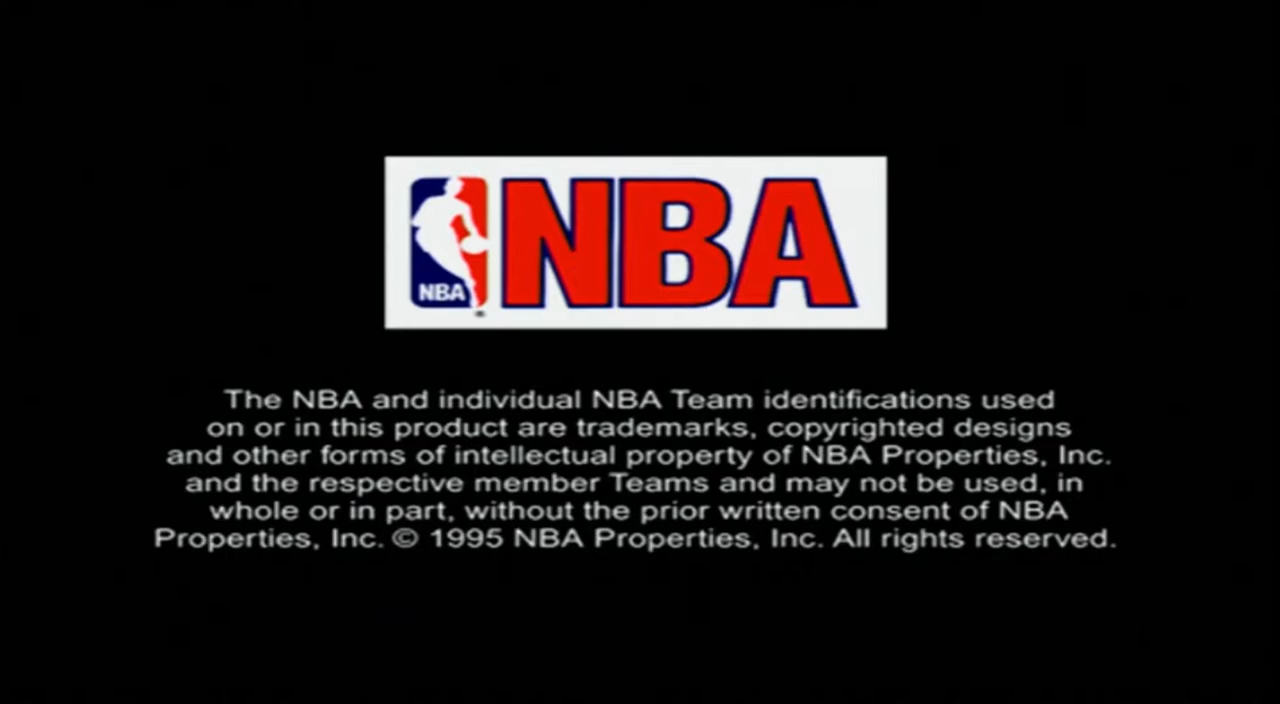 NBA NBA
The NBA and individual NBA Team identifications used
on or in this product are trademarks, copyrighted designs
and other forms of intellectual property of NBA Properties, Inc.
and the respective member Teams and may not be used, in
whole or in part, without the prior written consent of NBA
Properties, Inc. © 1995 NBA Properties, Inc. All rights reserved.